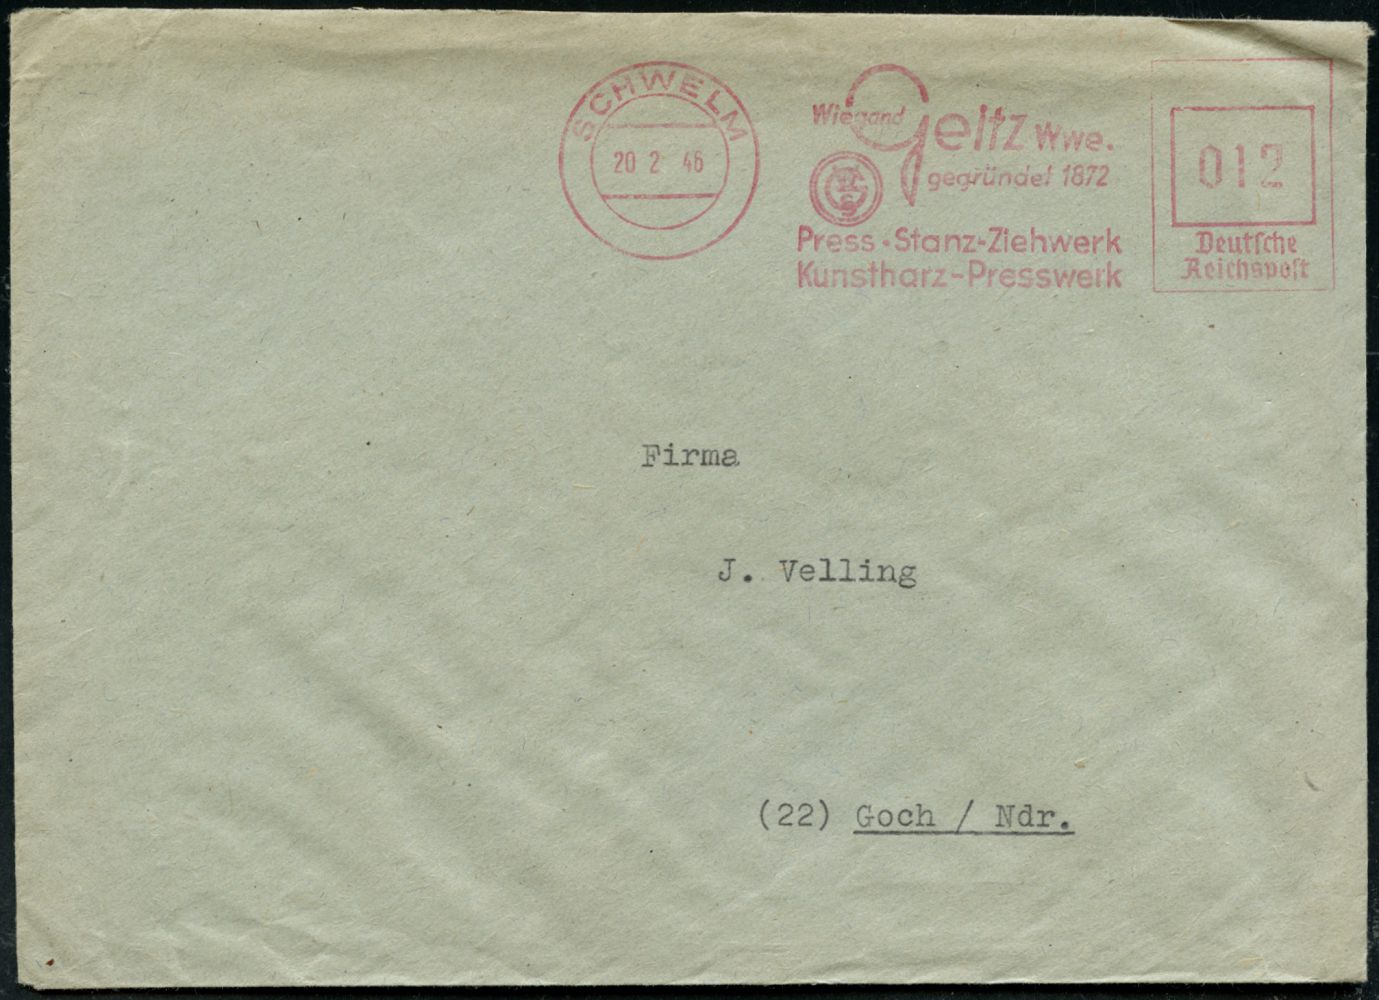 SCHWELM
20 2 46
Wiegand Geitz Wwe.
gegründet 1872
Press-Stanz-Ziehwerk
Kunstharz-Presswerk
012
Deutsche
Reichspost
Firma
J. Velling
(22) Goch / Ndr.